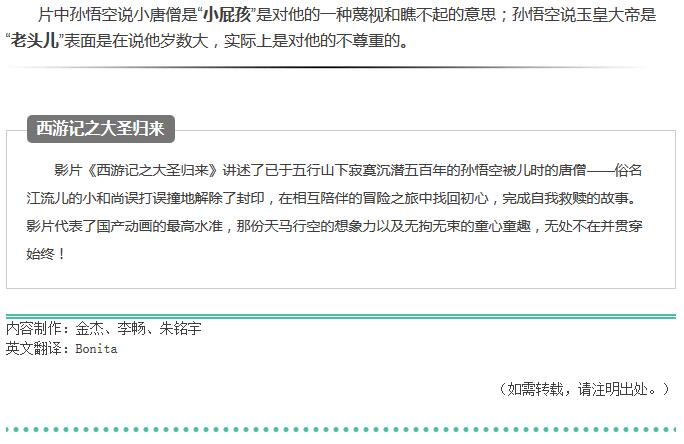 片中孙悟空说小唐僧是“小屁孩”是对他的一种蔑视和瞧不起的意思；孙悟空说玉皇大帝是
“老头儿”表面是在说他岁数大，实际上是对他的不尊重的。
西游记之大圣归来
影片《西游记之大圣归来》讲述了已于五行山下寂寞沉潜五百年的孙悟空被儿时的唐僧——俗名
江流儿的小和尚误打误撞地解除了封印，在相互陪伴的冒险之旅中找回初心，完成自我救赎的故事。
影片代表了国产动画的最高水准，那份天马行空的想象力以及无拘无束的童心童趣，无处不在并贯穿
始终！
内容制作：金杰、李畅、朱铭宇
英文翻译：Bonita
（如需转载，请注明出处。）